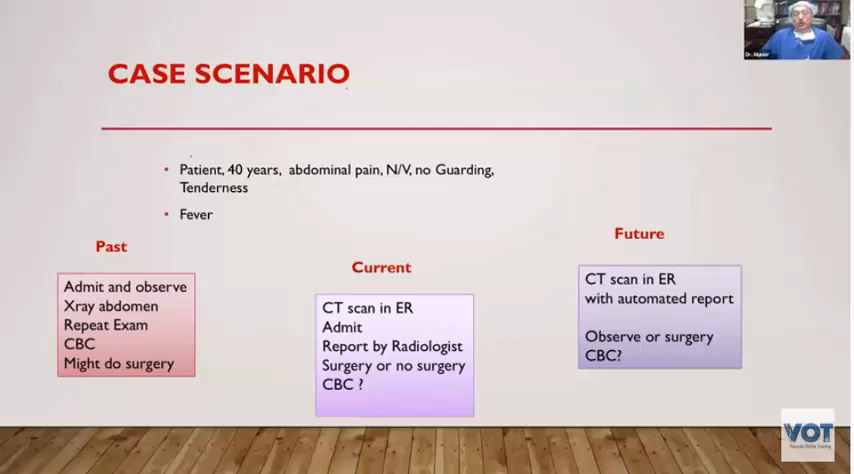 Dr. Munier
CASE SCENARIO
• Patient, 40 years, abdominal pain, N/V, no Guarding,
Tenderness
• Fever
Past
Admit and observe
Xray abdomen
Repeat Exam
CBC
Might do surgery
Current
CT scan in ER
Admit
Report by Radiologist
Surgery or no surgery
CBC ?
Future
CT scan in ER
with automated report
Observe or surgery
CBC?
VOT